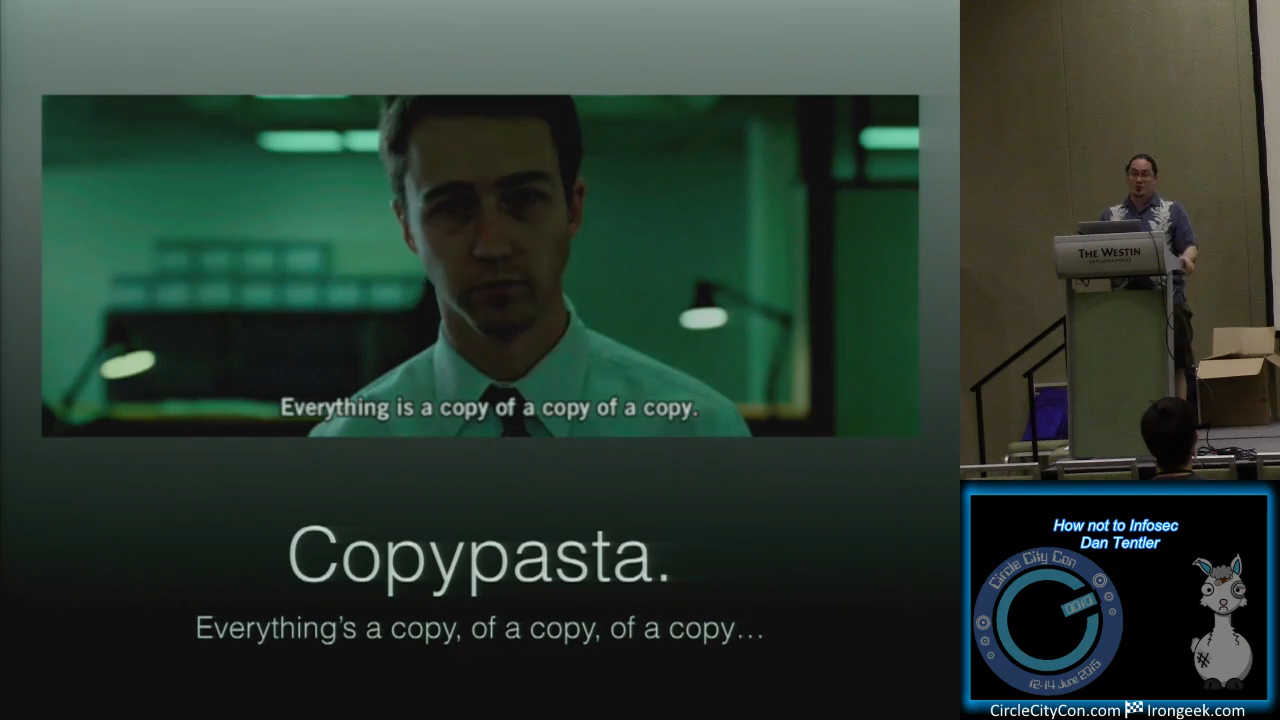 Everything is a copy of a copy of a copy.
Copypasta.
Everything's a copy, of a copy, of a copy…
THE WESTIN
INDIANAPOLIS
How not to Infosec
Dan Tentler
Circle City Con
12-14 June 2015
CircleCityCon.com Irongeek.com